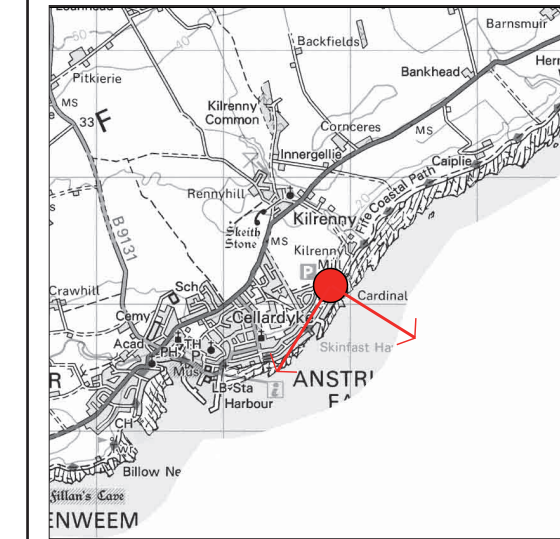 Barnsmuir
Backfields
Pitkierie
Bankhead
MS
Kilrenny
Common
33
F
Cornceres
MS
Innergellie
Caiplie
Rennyhill
Fife Coastal Path
Skeith
Stone
Kilrenny
B9131
MS
Kilrenny
Mill
P
Crawhill
Sch
Cardinal
Cemy
Cellardyke
Acad
TH
PH
P
Skinfast Ha
Mus
R
ANSTRU
LB Sta
Harbour
i
CH
Twr
Billow Ne
Fillan's Cave
ENWEEM